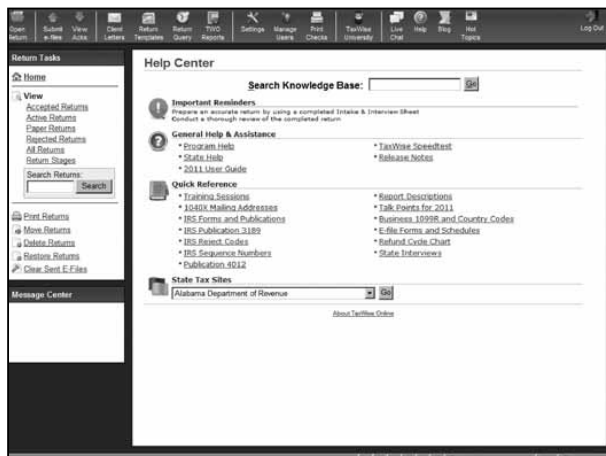 Open Return
Submit e-files
View Acks
Client Letters
Return Templates
Return Query
TWO Reports
Settings
Manage Users
Print Checks
TaxWise University
Live Chat
Help
Blog
Hot Topics
Log Out
Return Tasks
Home
View
Accepted Returns
Active Returns
Paper Returns
Rejected Returns
All Returns
Return Stages
Search Returns:
Search
Print Returns
Move Returns
Delete Returns
Restore Returns
Clear Sent E-Files
Message Center
Help Center
Search Knowledge Base: Go
Important Reminders
Prepare an accurate return by using a completed Intake & Interview Sheet
Conduct a thorough review of the completed return
General Help & Assistance
• Program Help
• State Help
• 2011 User Guide
• TaxWise Speedtest
• Release Notes
Quick Reference
• Training Sessions
• 1040X Mailing Addresses
• IRS Forms and Publications
• IRS Publication 3189
• IRS Reject Codes
• IRS Sequence Numbers
• Publication 4012
• Report Descriptions
• Talk Points for 2011
• Business 1099R and Country Codes
• E-file Forms and Schedules
• Refund Cycle Chart
• State Interviews
State Tax Sites
Alabama Department of Revenue Go
About TaxWise Online